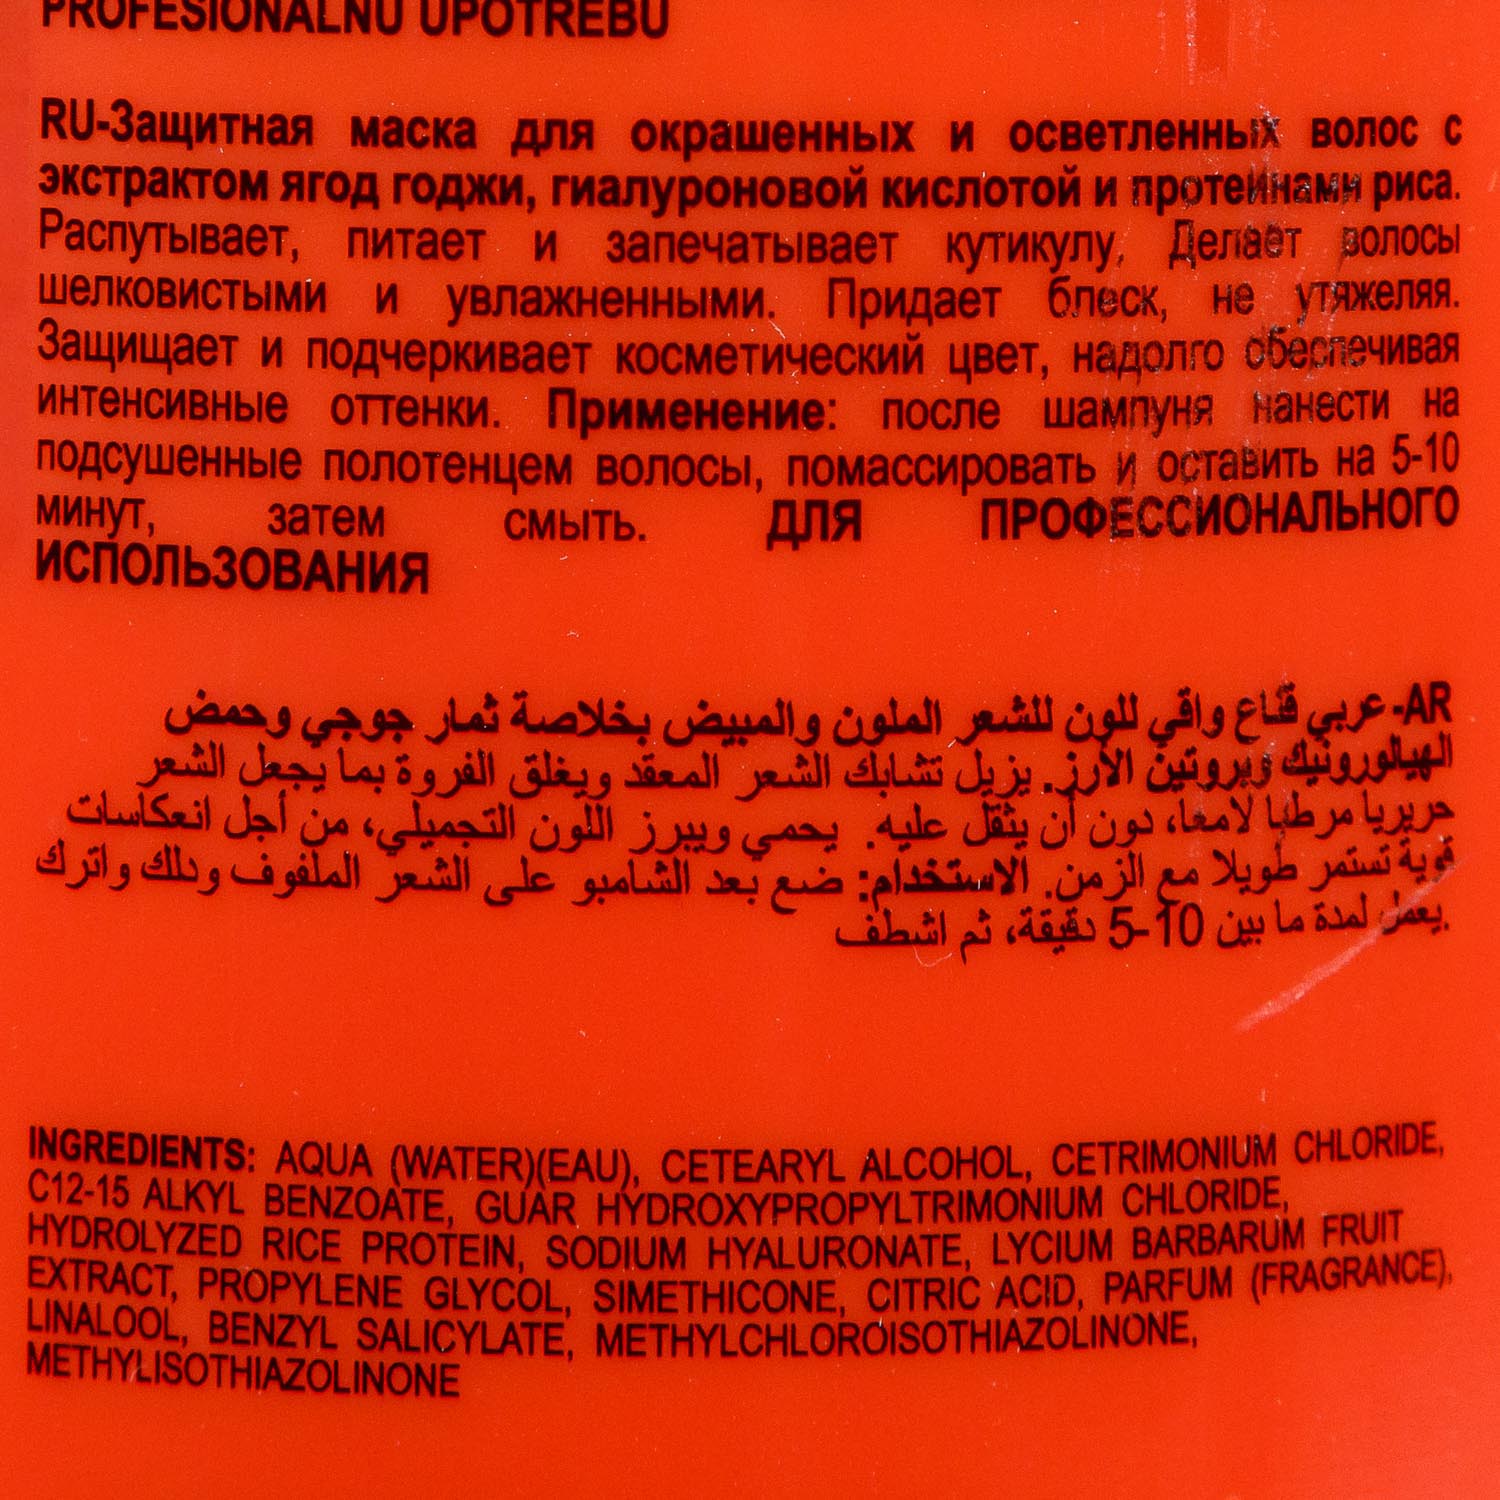 PROFESIONALNU UPOTREBU
RU-Защитная маска для окрашенных и осветленных волос с
экстрактом ягод годжи, гиалуроновой кислотой и протеинами риса.
Распутывает, питает и запечатывает кутикулу. Делает волосы
шелковистыми и увлажненными. Придает блеск, не утяжеляя.
Защищает и подчеркивает косметический цвет, надолго обеспечивая
интенсивные оттенки. Применение: после шампуня нанести на
подсушенные полотенцем волосы, помассировать и оставить на 5-10
минут, затем смыть. ДЛЯ ПРОФЕССИОНАЛЬНОГО
ИСПОЛЬЗОВАНИЯ
AR- عربي قناع واقي للون للشعر الملون والمبيض بخلاصة ثمار جوجي وحمض
الهيالورونيك وبروتين الأرز. يزيل تشابك الشعر المعقد ويغلق الفروة بما يجعل الشعر
حريريا مرطبا لامعا، دون أن يثقل عليه. يحمي ويبرز اللون التجميلي، من أجل انعكاسات
قوية تستمر طويلا مع الزمن. الاستخدام: ضع بعد الشامبو على الشعر الملفوف ودلك واترك
.يعمل لمدة ما بين 10-5 دقيقة، ثم اشطف
INGREDIENTS: AQUA (WATER)(EAU), CETEARYL ALCOHOL, CETRIMONIUM CHLORIDE,
C12-15 ALKYL BENZOATE, GUAR HYDROXYPROPYLTRIMONIUM CHLORIDE,
HYDROLYZED RICE PROTEIN, SODIUM HYALURONATE, LYCIUM BARBARUM FRUIT
EXTRACT, PROPYLENE GLYCOL, SIMETHICONE, CITRIC ACID, PARFUM (FRAGRANCE),
LINALOOL, BENZYL SALICYLATE, METHYLCHLOROISOTHIAZOLINONE,
METHYLISOTHIAZOLINONE